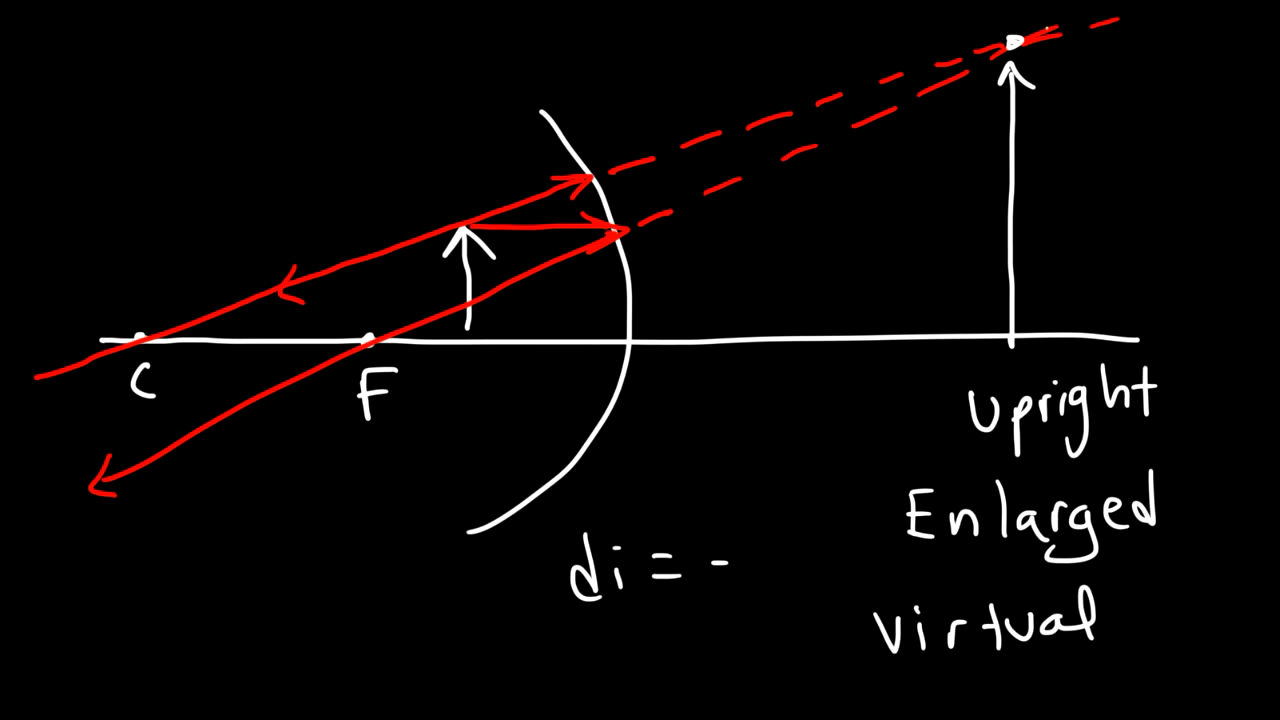 C
F
Upright
Enlarged
di = -
virtual